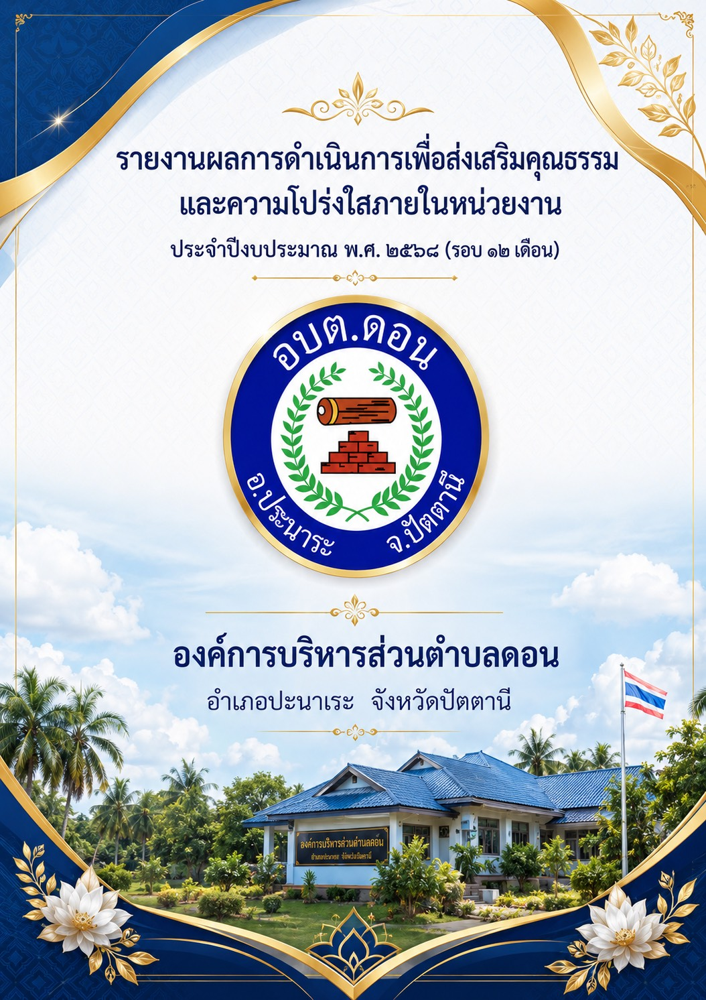 รายงานผลการดำเนินการเพื่อส่งเสริมคุณธรรม
และความโปร่งใสภายในหน่วยงาน
ประจำปีงบประมาณ พ.ศ. ๒๕๖๘ (รอบ ๑๒ เดือน)
อบต.ดอน
อ.ประนาระ
จ.ปัตตานี
องค์การบริหารส่วนตำบลดอน
อำเภอปะนาเระ จังหวัดปัตตานี
องค์การบริหารส่วนตำบลคอน